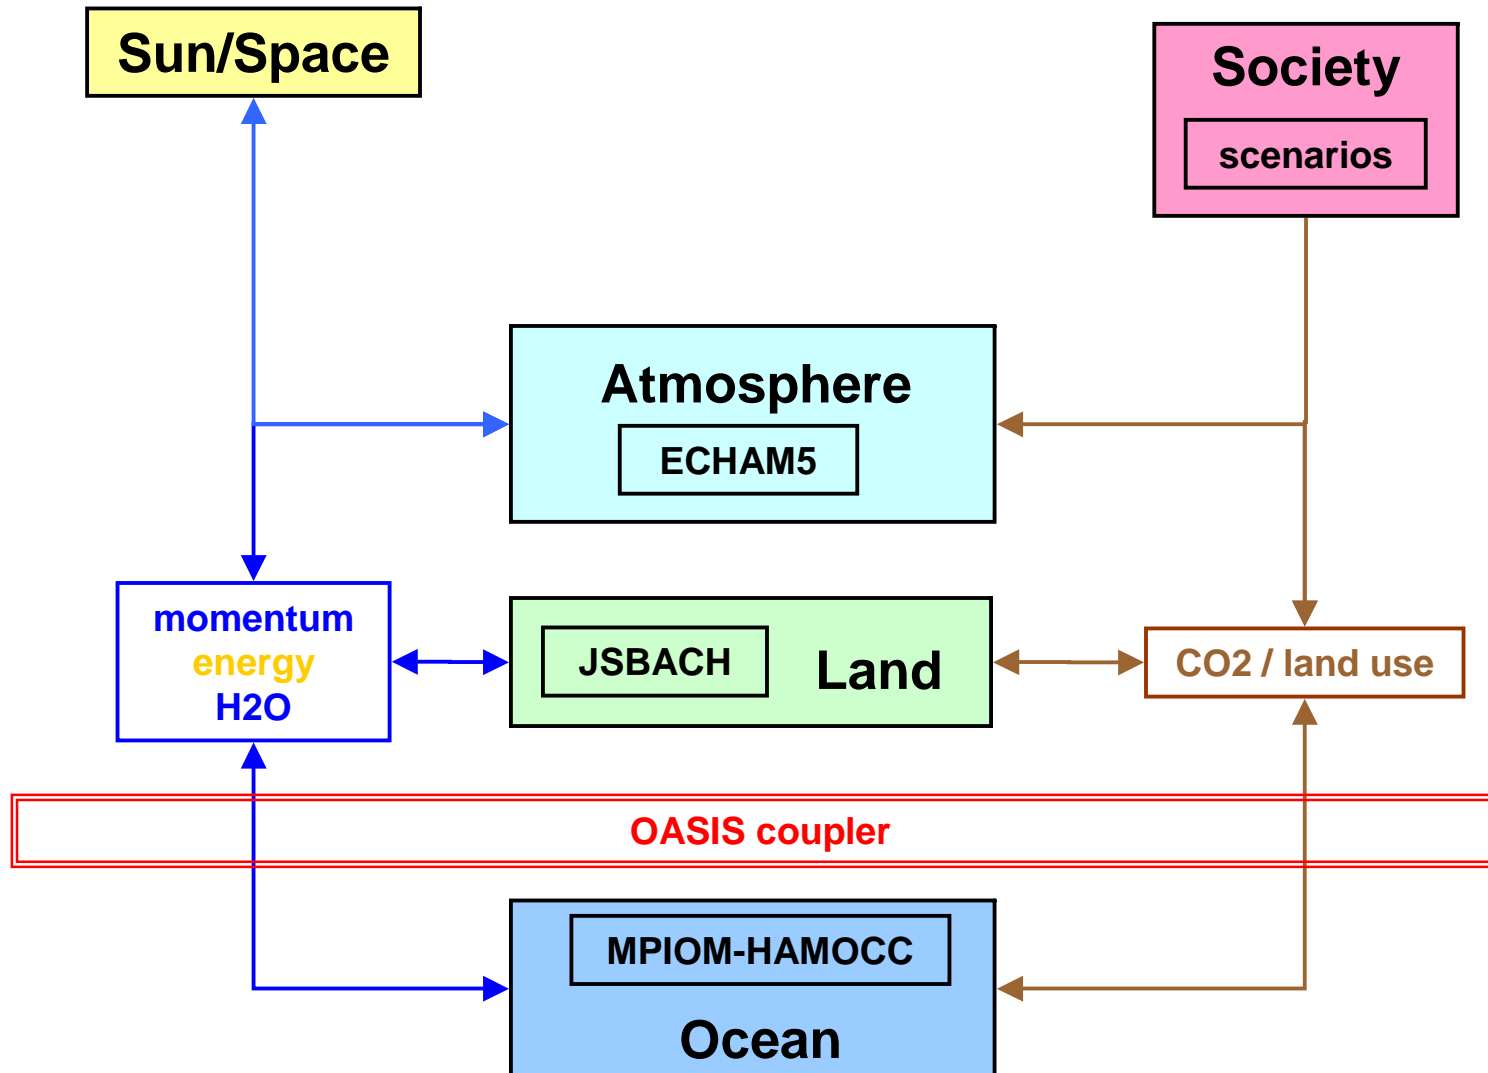 Sun/Space
Society
scenarios
Atmosphere
ECHAM5
momentum
energy
H2O
JSBACH
Land
CO2 / land use
OASIS coupler
MPIOM-HAMOCC
Ocean